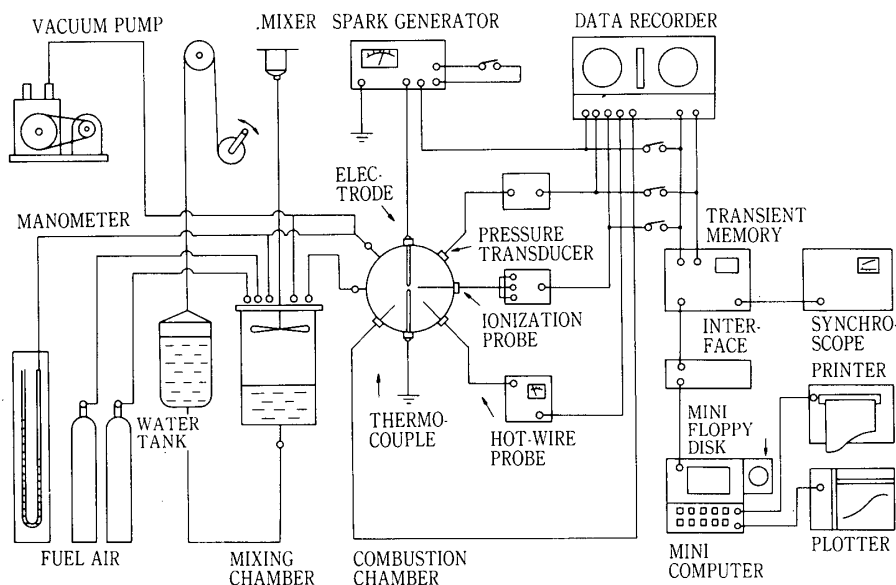 VACUUM PUMP
.MIXER
SPARK GENERATOR
DATA RECORDER
ELEC-
TRODE
MANOMETER
PRESSURE
TRANSDUCER
TRANSIENT
MEMORY
IONIZATION
PROBE
INTER-
FACE
SYNCHRO-
SCOPE
WATER
TANK
THERMO-
COUPLE
HOT-WIRE
PROBE
MINI
FLOPPY
DISK
PRINTER
FUEL AIR
MIXING
CHAMBER
COMBUSTION
CHAMBER
MINI
COMPUTER
PLOTTER